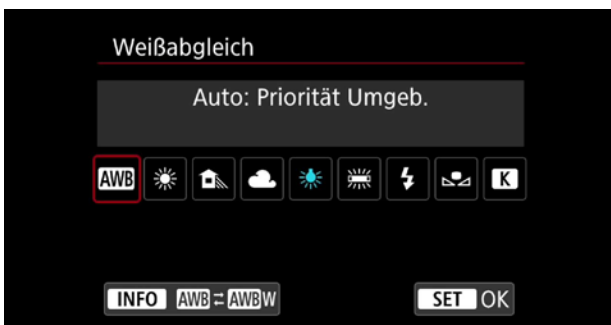 Weißabgleich
Auto: Priorität Umgeb.
AWB K
INFO AWB ⇄ AWBW SET OK